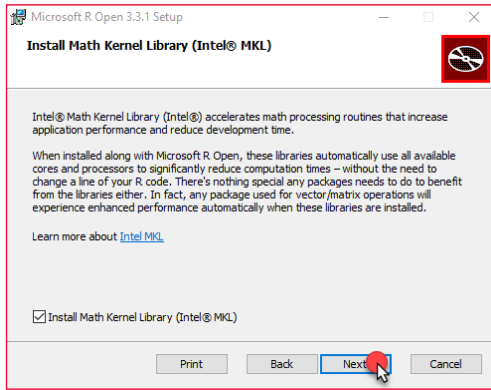 Microsoft R Open 3.3.1 Setup
Install Math Kernel Library (Intel® MKL)
Intel® Math Kernel Library (Intel®) accelerates math processing routines that increase
application performance and reduce development time.
When installed along with Microsoft R Open, these libraries automatically use all available
cores and processors to significantly reduce computation times – without the need to
change a line of your R code. There's nothing special any packages needs to do to benefit
from the libraries either. In fact, any package used for vector/matrix operations will
experience enhanced performance automatically when these libraries are installed.
Learn more about Intel MKL
Install Math Kernel Library (Intel® MKL)
Print Back Next Cancel